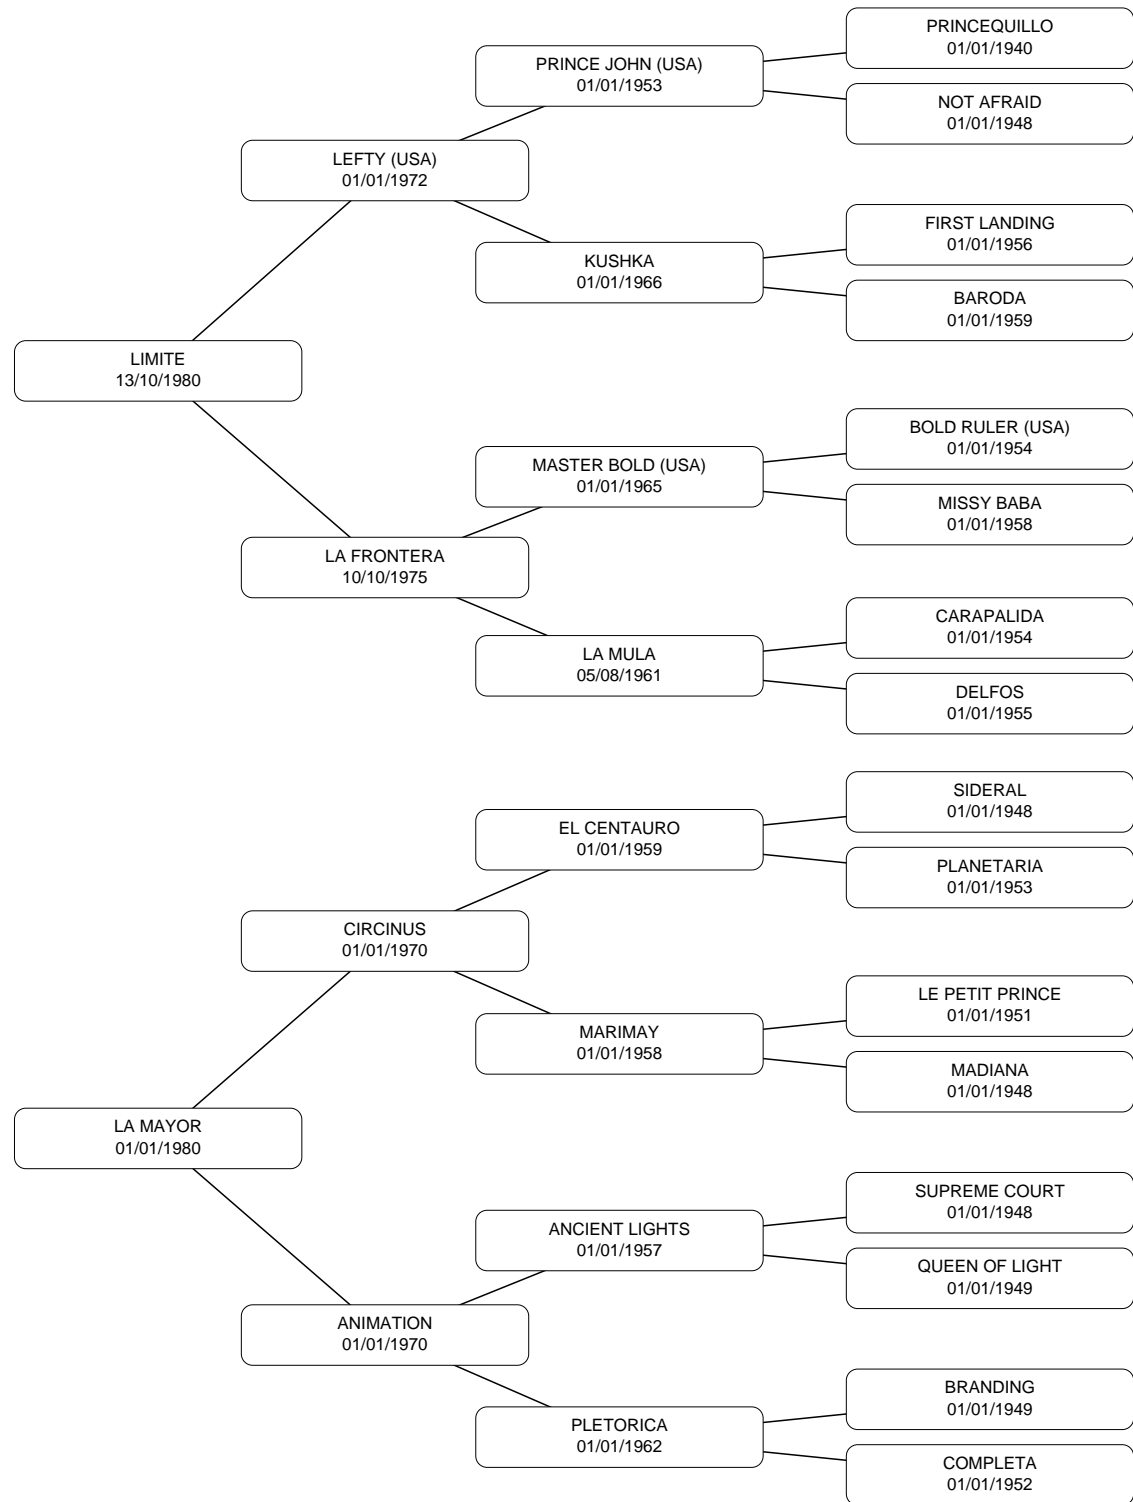 PRINCEQUILLO
01/01/1940
PRINCE JOHN (USA)
01/01/1953
NOT AFRAID
01/01/1948
LEFTY (USA)
01/01/1972
FIRST LANDING
01/01/1956
KUSHKA
01/01/1966
BARODA
01/01/1959
LIMITE
13/10/1980
BOLD RULER (USA)
01/01/1954
MASTER BOLD (USA)
01/01/1965
MISSY BABA
01/01/1958
LA FRONTERA
10/10/1975
CARAPALIDA
01/01/1954
LA MULA
05/08/1961
DELFOS
01/01/1955
SIDERAL
01/01/1948
EL CENTAURO
01/01/1959
PLANETARIA
01/01/1953
CIRCINUS
01/01/1970
LE PETIT PRINCE
01/01/1951
MARIMAY
01/01/1958
MADIANA
01/01/1948
LA MAYOR
01/01/1980
SUPREME COURT
01/01/1948
ANCIENT LIGHTS
01/01/1957
QUEEN OF LIGHT
01/01/1949
ANIMATION
01/01/1970
BRANDING
01/01/1949
PLETORICA
01/01/1962
COMPLETA
01/01/1952